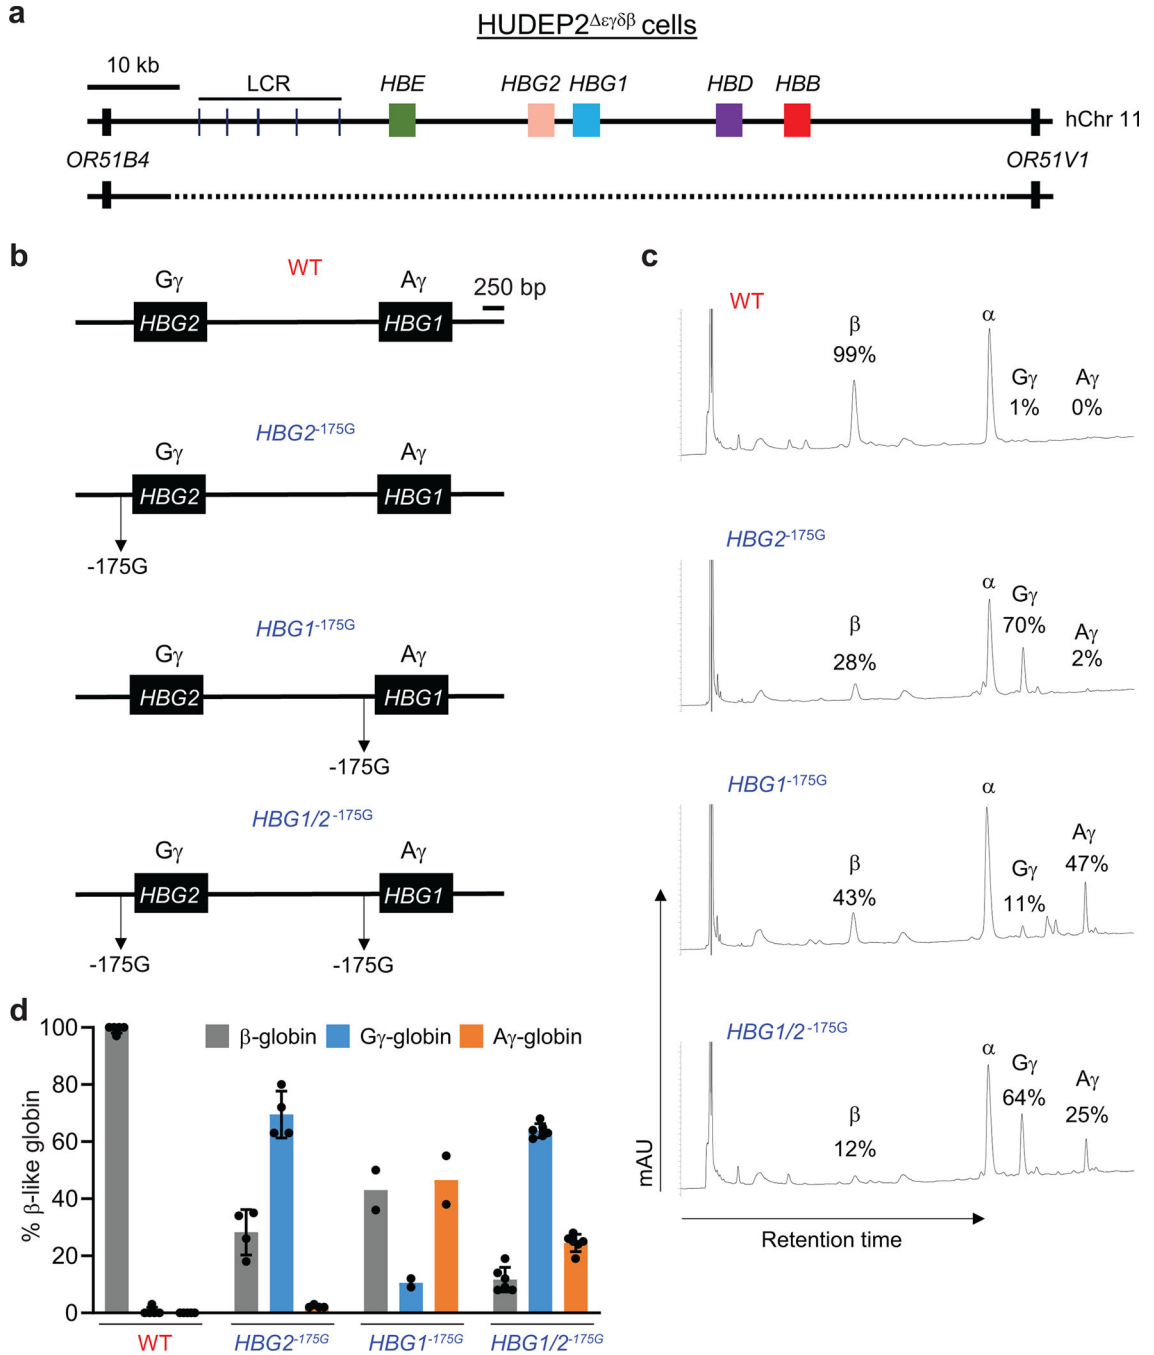 a
HUDEP2Δεγδβ cells
10 kb
LCR
HBE
HBG2
HBG1
HBD
HBB
hChr 11
OR51B4
OR51V1
b
WT
Gγ
Aγ
250 bp
HBG2
HBG1
HBG2-175G
Gγ
Aγ
HBG2
HBG1
-175G
HBG1-175G
Gγ
Aγ
HBG2
HBG1
-175G
HBG1/2-175G
Gγ
Aγ
HBG2
HBG1
-175G
-175G
c
WT
β
99%
α
Gγ
1%
Aγ
0%
HBG2-175G
β
28%
α
Gγ
70%
Aγ
2%
HBG1-175G
β
43%
α
Gγ
11%
Aγ
47%
HBG1/2-175G
β
12%
α
Gγ
64%
Aγ
25%
mAU
Retention time
d
β-globin
Gγ-globin
Aγ-globin
% β-like globin
100
80
60
40
20
0
WT
HBG2-175G
HBG1-175G
HBG1/2-175G